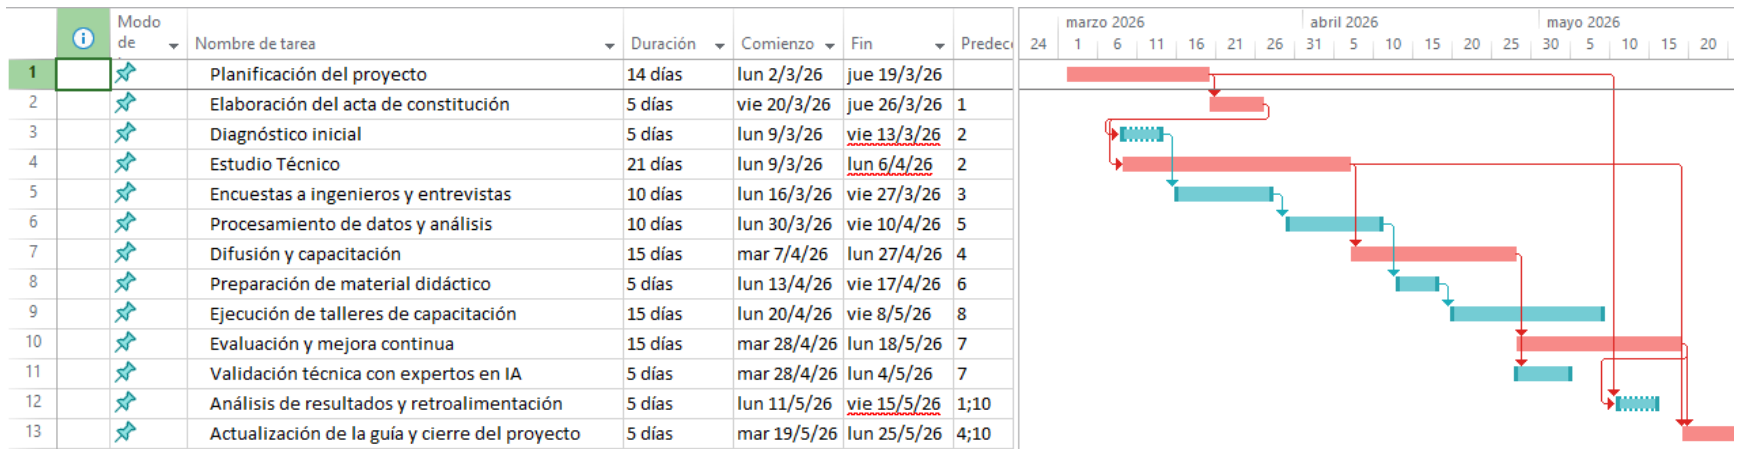 Modo
de
Nombre de tarea Duración Comienzo Fin Predece
marzo 2026 abril 2026 mayo 2026
24 1 6 11 16 21 26 31 5 10 15 20 25 30 5 10 15 20
1 Planificación del proyecto 14 días lun 2/3/26 jue 19/3/26
2 Elaboración del acta de constitución 5 días vie 20/3/26 jue 26/3/26 1
3 Diagnóstico inicial 5 días lun 9/3/26 vie 13/3/26 2
4 Estudio Técnico 21 días lun 9/3/26 lun 6/4/26 2
5 Encuestas a ingenieros y entrevistas 10 días lun 16/3/26 vie 27/3/26 3
6 Procesamiento de datos y análisis 10 días lun 30/3/26 vie 10/4/26 5
7 Difusión y capacitación 15 días mar 7/4/26 lun 27/4/26 4
8 Preparación de material didáctico 5 días lun 13/4/26 vie 17/4/26 6
9 Ejecución de talleres de capacitación 15 días lun 20/4/26 vie 8/5/26 8
10 Evaluación y mejora continua 15 días mar 28/4/26 lun 18/5/26 7
11 Validación técnica con expertos en IA 5 días mar 28/4/26 lun 4/5/26 7
12 Análisis de resultados y retroalimentación 5 días lun 11/5/26 vie 15/5/26 1;10
13 Actualización de la guía y cierre del proyecto 5 días mar 19/5/26 lun 25/5/26 4;10